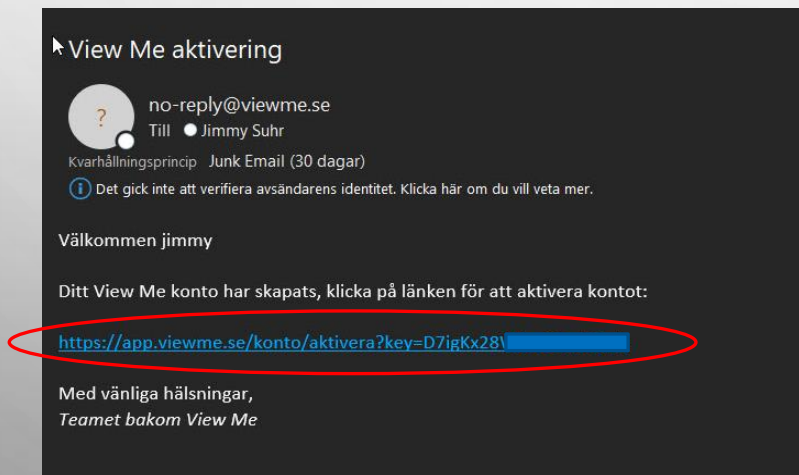 View Me aktivering
?
no-reply@viewme.se
Till Jimmy Suhr
Kvarhållningsprincip Junk Email (30 dagar)
i Det gick inte att verifiera avsändarens identitet. Klicka här om du vill veta mer.
Välkommen jimmy
Ditt View Me konto har skapats, klicka på länken för att aktivera kontot:
https://app.viewme.se/konto/aktivera?key=D7igKx28
Med vänliga hälsningar,
Teamet bakom View Me